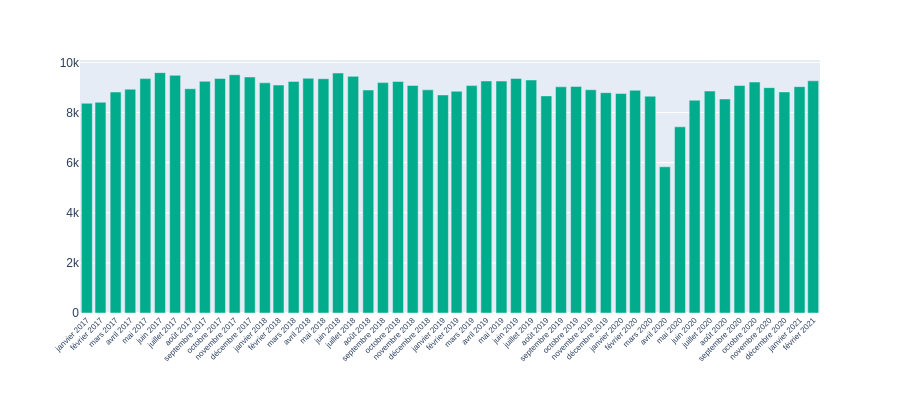 10k
8k
6k
4k
2k
0
janvier 2017
février 2017
mars 2017
avril 2017
mai 2017
juin 2017
juillet 2017
août 2017
septembre 2017
octobre 2017
novembre 2017
décembre 2017
janvier 2018
février 2018
mars 2018
avril 2018
mai 2018
juin 2018
juillet 2018
août 2018
septembre 2018
octobre 2018
novembre 2018
décembre 2018
janvier 2019
février 2019
mars 2019
avril 2019
mai 2019
juin 2019
juillet 2019
août 2019
septembre 2019
octobre 2019
novembre 2019
décembre 2019
janvier 2020
février 2020
mars 2020
avril 2020
mai 2020
juin 2020
juillet 2020
août 2020
septembre 2020
octobre 2020
novembre 2020
décembre 2020
janvier 2021
février 2021